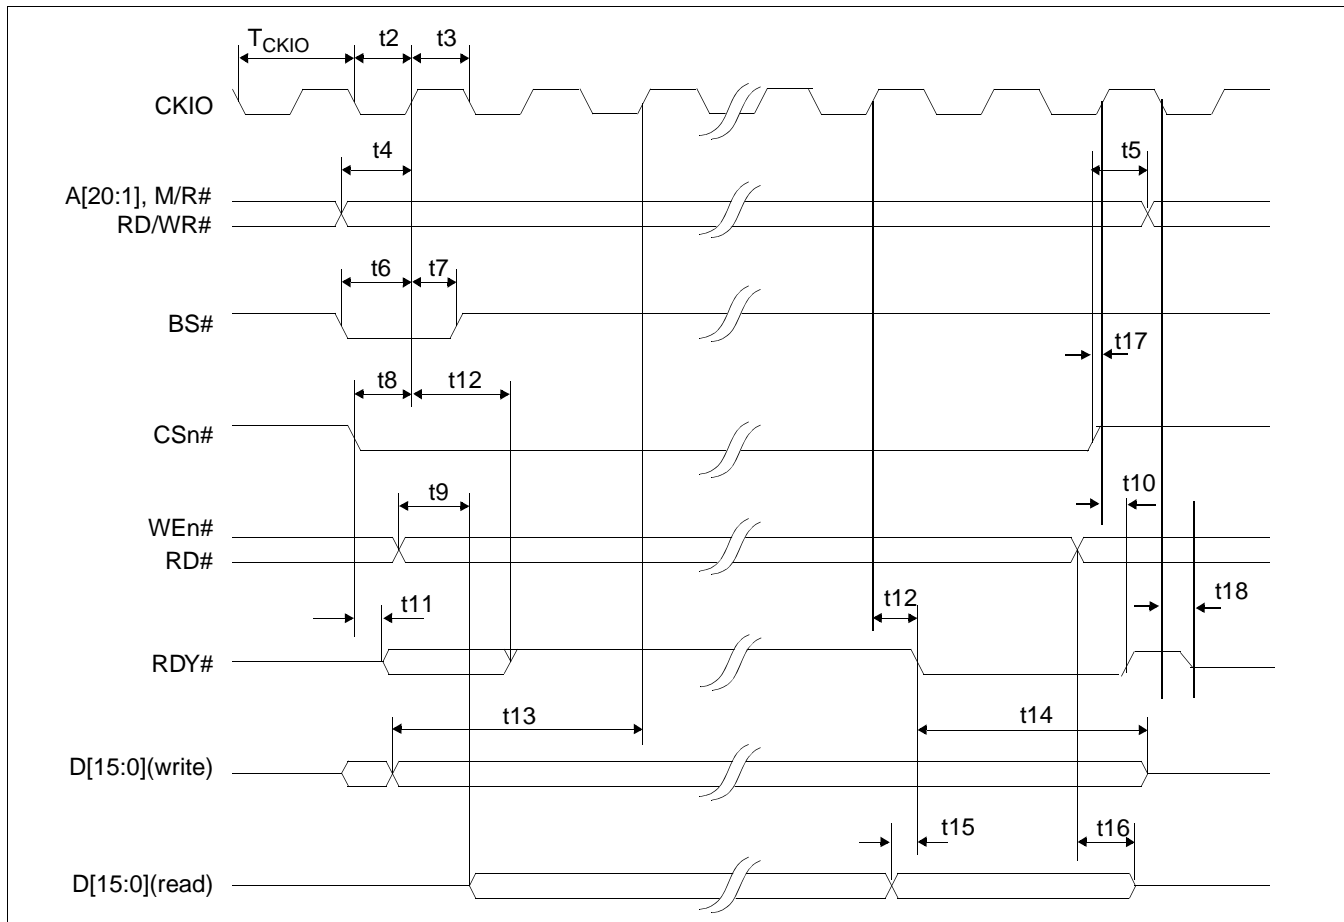 TCKIO t2 t3
CKIO
t4 t5
A[20:1], M/R#
RD/WR#
t6 t7
BS#
t17
t8 t12
CSn#
t9 t10
WEn#
RD#
t11 t12 t18
RDY#
t13 t14
D[15:0](write)
t15 t16
D[15:0](read)